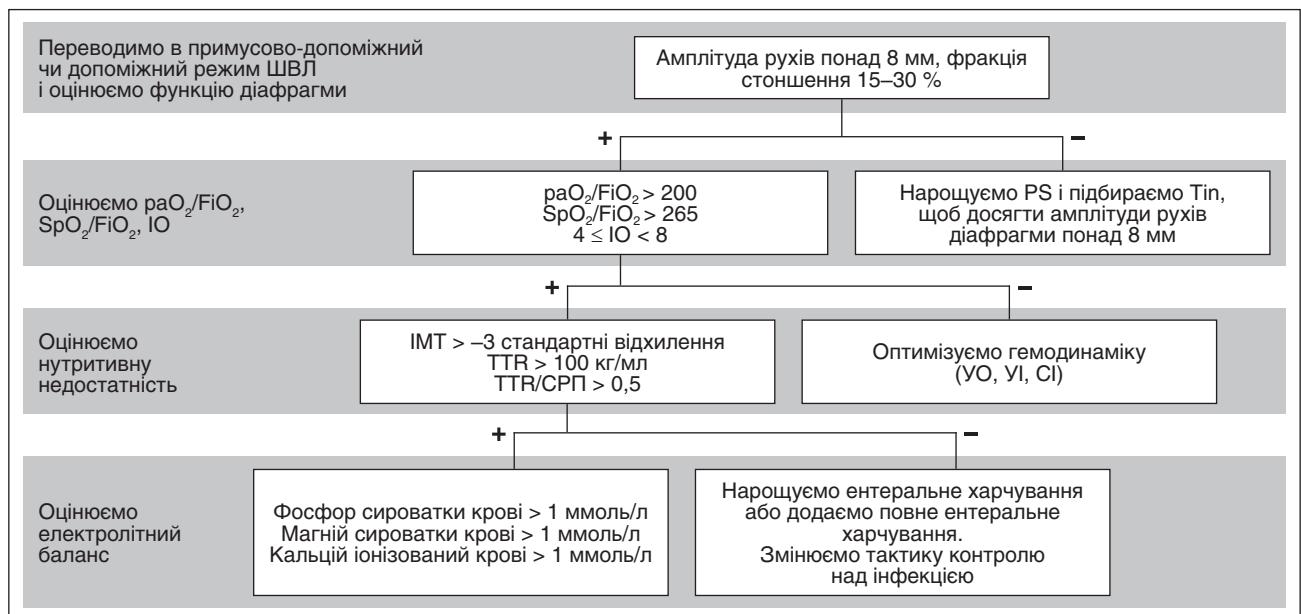 Переводимо в примусово-допоміжний
чи допоміжний режим ШВЛ
і оцінюємо функцію діафрагми
Амплітуда рухів понад 8 мм, фракція
стоншення 15–30 %
+
–
Оцінюємо paO₂/FiO₂,
SpO₂/FiO₂, ІО
paO₂/FiO₂ > 200
SpO₂/FiO₂ > 265
4 ≤ ІО < 8
Нарощуємо PS і підбираємо Tin,
щоб досягти амплітуди рухів
діафрагми понад 8 мм
+
–
Оцінюємо
нутритивну
недостатність
ІМТ > –3 стандартні відхилення
TTR > 100 кг/мл
TTR/СРП > 0,5
Оптимізуємо гемодинаміку
(УО, УІ, СІ)
+
–
Оцінюємо
електролітний
баланс
Фосфор сироватки крові > 1 ммоль/л
Магній сироватки крові > 1 ммоль/л
Кальцій іонізований крові > 1 ммоль/л
Нарощуємо ентеральне харчування
або додаємо повне ентеральне
харчування.
Змінюємо тактику контролю
над інфекцією